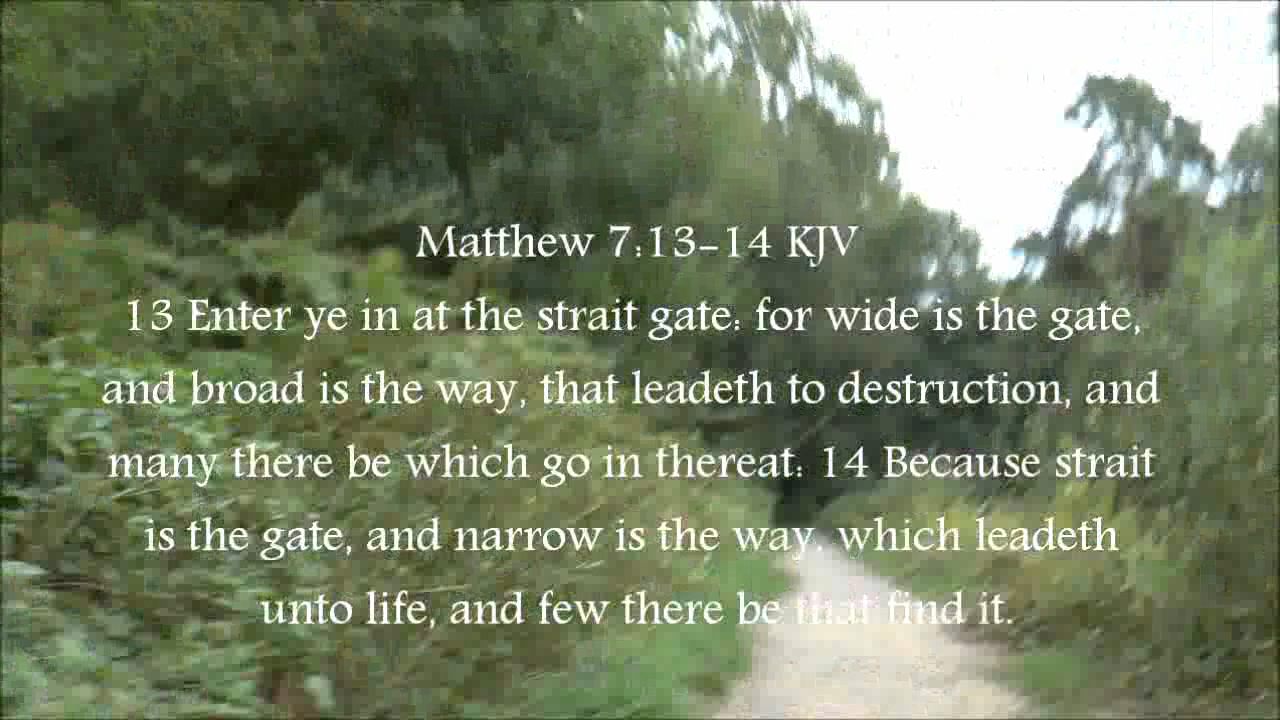 Matthew 7:13-14 KJV
13 Enter ye in at the strait gate: for wide is the gate,
and broad is the way, that leadeth to destruction, and
many there be which go in thereat: 14 Because strait
is the gate, and narrow is the way, which leadeth
unto life, and few there be that find it.